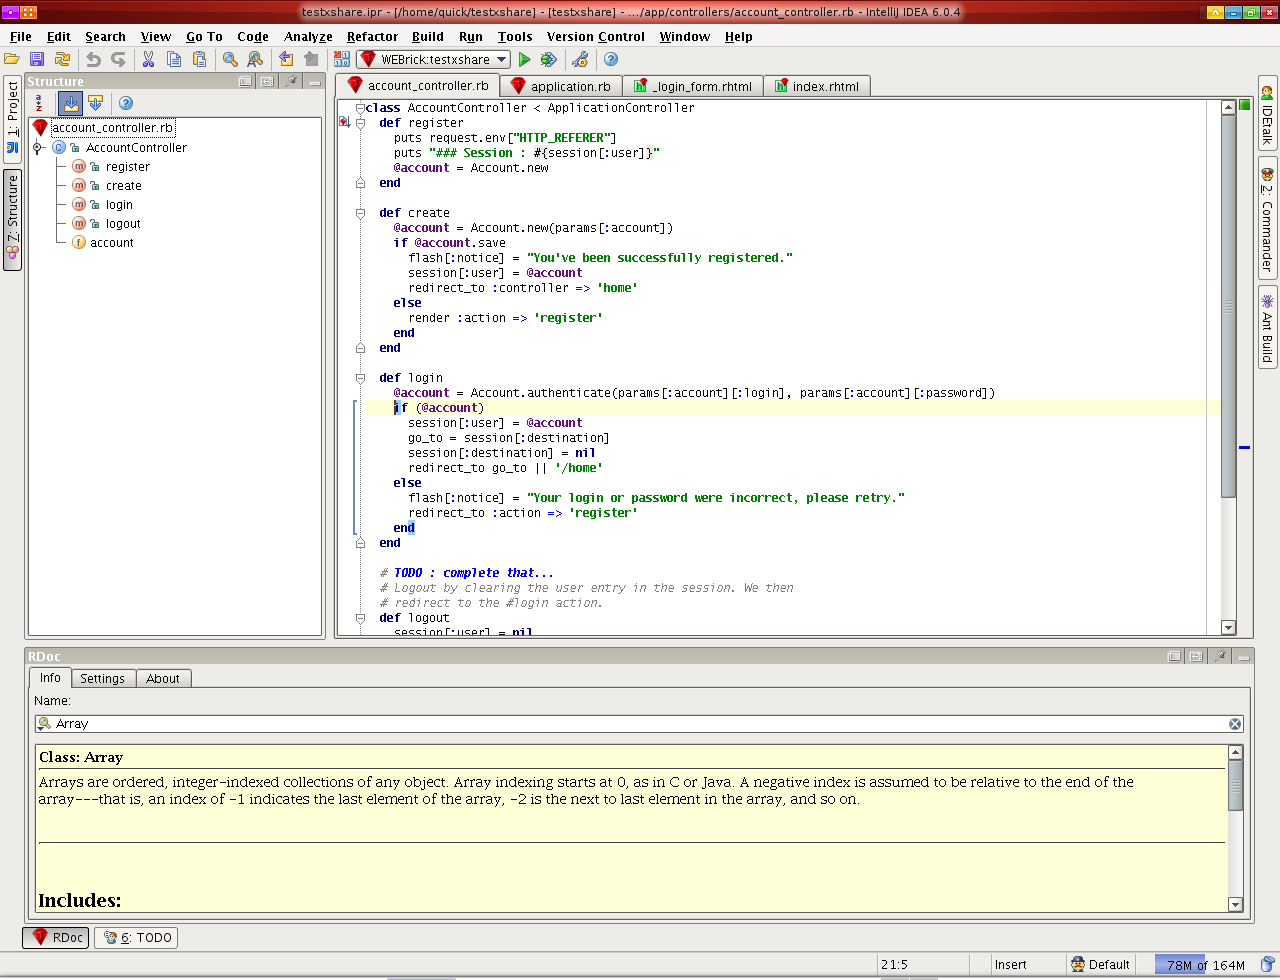 testxshare.ipr - [/home/quick/testxshare] - [testxshare] - .../app/controllers/account_controller.rb - IntelliJ IDEA 6.0.4
File Edit Search View Go To Code Analyze Refactor Build Run Tools Version Control Window Help
WEBrick:testxshare
1: Project
Z: Structure
Structure
account_controller.rb
AccountController
register
create
login
logout
account
account_controller.rb application.rb _login_form.rhtml index.rhtml
class AccountController < ApplicationController
def register
puts request.env["HTTP_REFERER"]
puts "### Session : #{session[:user]}"
@account = Account.new
end
def create
@account = Account.new(params[:account])
if @account.save
flash[:notice] = "You've been successfully registered."
session[:user] = @account
redirect_to :controller => 'home'
else
render :action => 'register'
end
end
def login
@account = Account.authenticate(params[:account][:login], params[:account][:password])
if (@account)
session[:user] = @account
go_to = session[:destination]
session[:destination] = nil
redirect_to go_to || '/home'
else
flash[:notice] = "Your login or password were incorrect, please retry."
redirect_to :action => 'register'
end
end
# TODO : complete that...
# Logout by clearing the user entry in the session. We then
# redirect to the #login action.
def logout
session[:user] = nil
IDEtalk
2: Commander
Ant Build
RDoc
Info Settings About
Name:
Array
Class: Array
Arrays are ordered, integer-indexed collections of any object. Array indexing starts at 0, as in C or Java. A negative index is assumed to be relative to the end of the
array---that is, an index of -1 indicates the last element of the array, -2 is the next to last element in the array, and so on.
Includes:
RDoc 6: TODO
21:5 Insert Default 78M of 164M